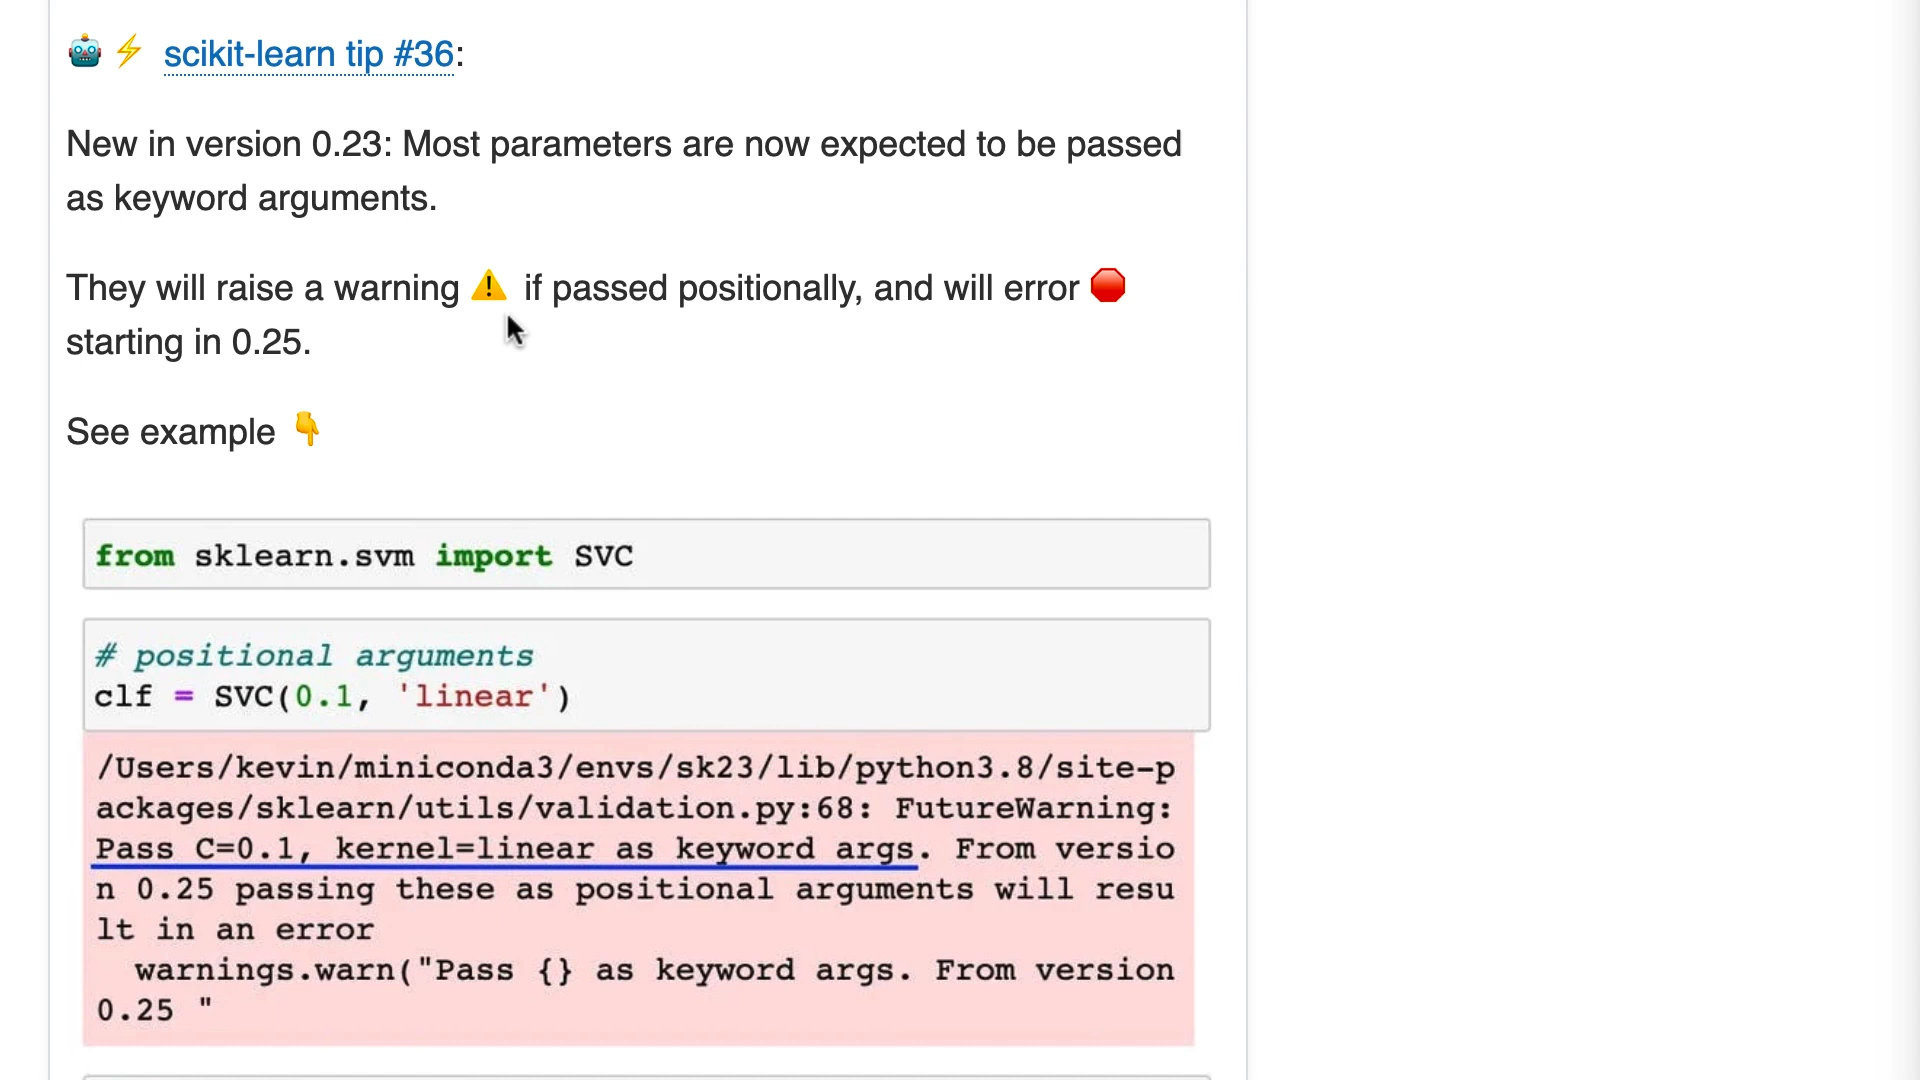 🤖⚡ scikit-learn tip #36:
New in version 0.23: Most parameters are now expected to be passed
as keyword arguments.
They will raise a warning ⚠️ if passed positionally, and will error 🛑
starting in 0.25.
See example 👇
from sklearn.svm import SVC
# positional arguments
clf = SVC(0.1, 'linear')
/Users/kevin/miniconda3/envs/sk23/lib/python3.8/site-p
ackages/sklearn/utils/validation.py:68: FutureWarning:
Pass C=0.1, kernel=linear as keyword args. From versio
n 0.25 passing these as positional arguments will resu
lt in an error
  warnings.warn("Pass {} as keyword args. From version
0.25 "